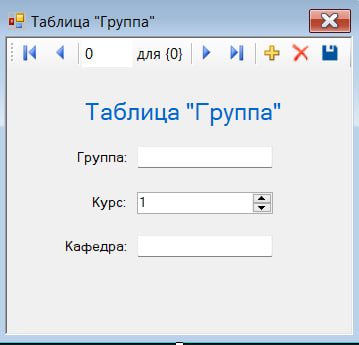 Таблица "Группа"
0 для {0}
Таблица "Группа"
Группа:
Курс: 1
Кафедра: